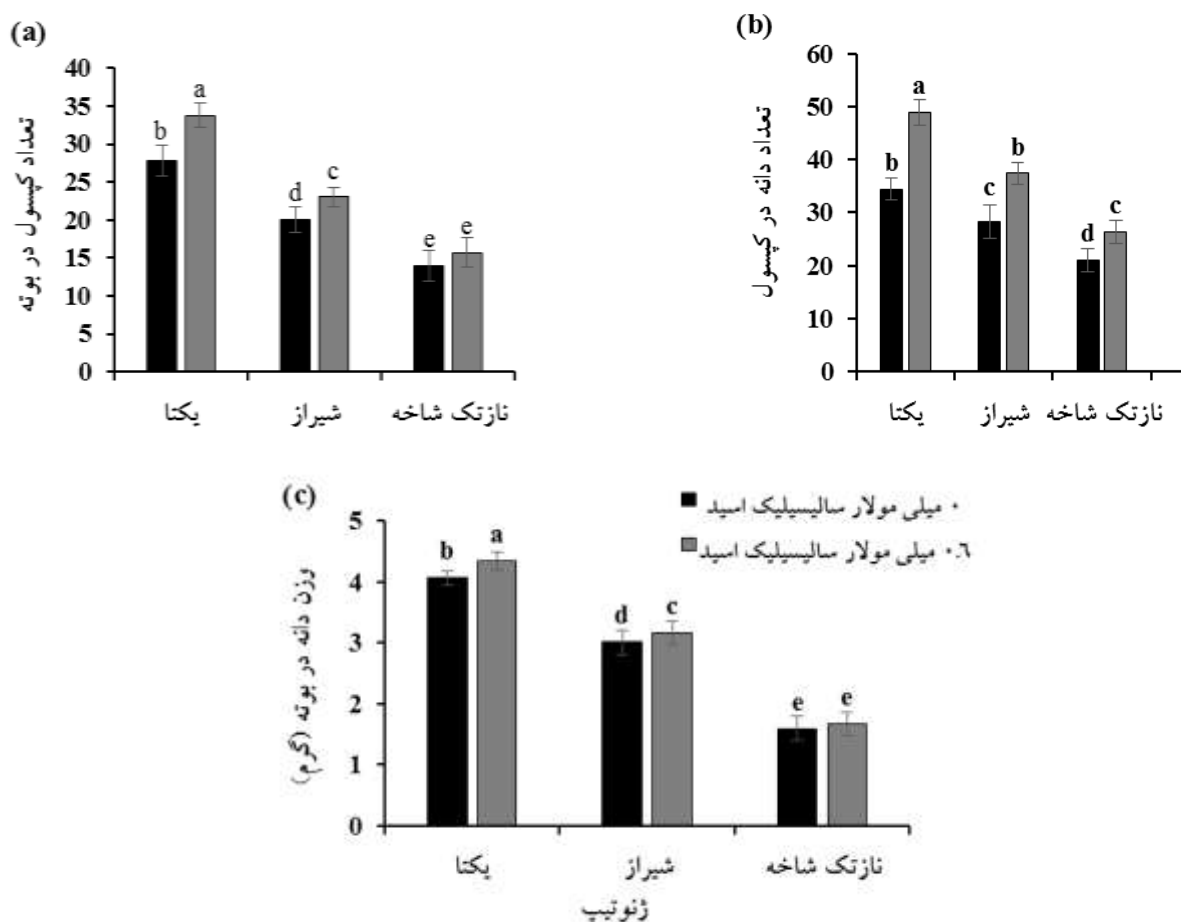 (a)
تعداد کپسول در بوته
40
35
30
25
20
15
10
5
0
b
a
d
c
e
e
یکتا
شیراز
نازتک شاخه
(b)
تعداد دانه در کپسول
60
50
40
30
20
10
0
b
a
c
b
d
c
یکتا
شیراز
نازتک شاخه
(c)
۰ میلی مولار سالیسیلیک اسید
۰.٦ میلی مولار سالیسیلیک اسید
وزن دانه در بوته (گرم)
5
4
3
2
1
0
b
a
d
c
e
e
یکتا
شیراز
نازتک شاخه
ژنوتیپ